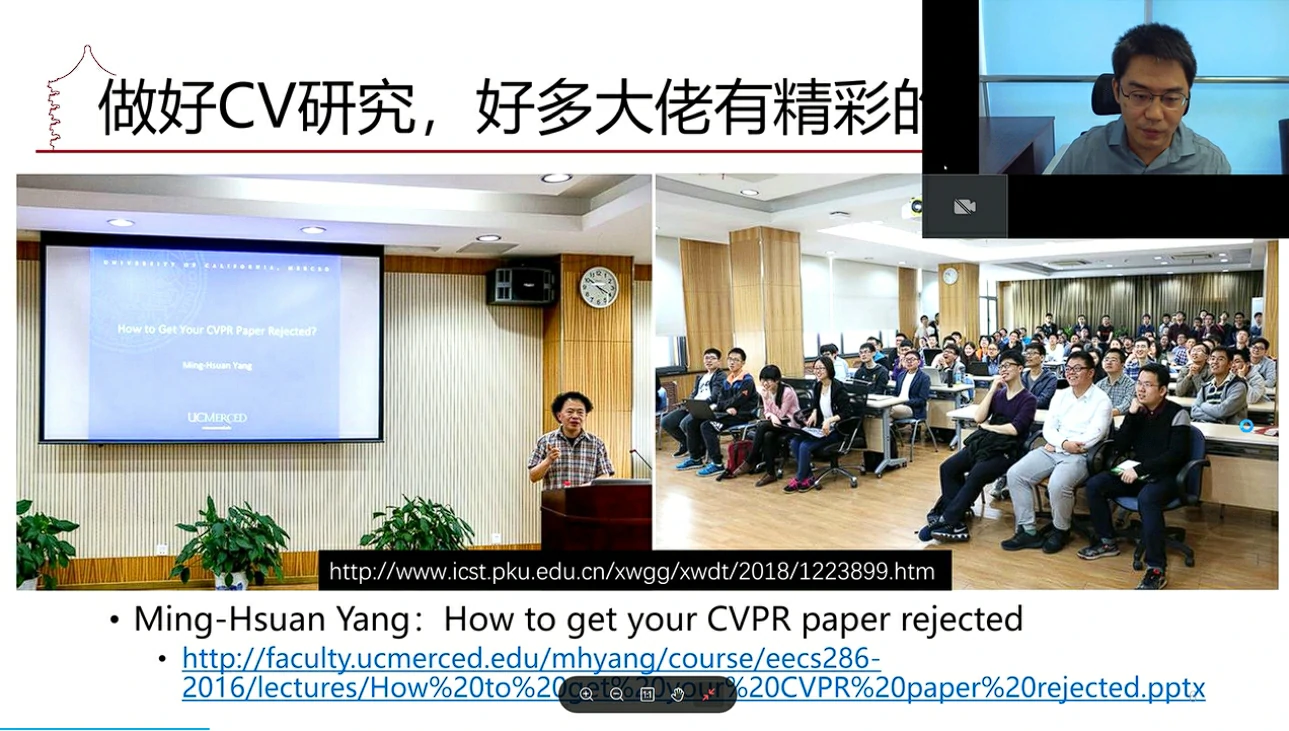 做好CV研究，好多大佬有精彩的
UNIVERSITY OF CALIFORNIA, MERCED
How to Get Your CVPR Paper Rejected?
Ming-Hsuan Yang
UCMERCED
http://www.icst.pku.edu.cn/xwgg/xwdt/2018/1223899.htm
• Ming-Hsuan Yang：How to get your CVPR paper rejected
• http://faculty.ucmerced.edu/mhyang/course/eecs286-
2016/lectures/How%20to%20get%20your%20CVPR%20paper%20rejected.pptx